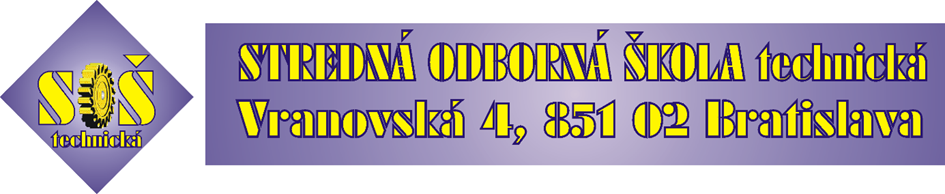 SOŠ
technická
STREDNÁ ODBORNÁ ŠKOLA technická
Vranovská 4, 851 02 Bratislava